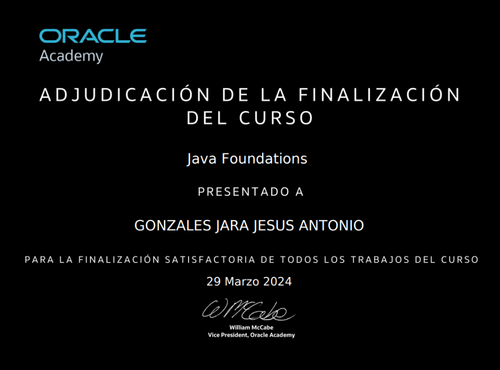 ORACLE
Academy
ADJUDICACIÓN DE LA FINALIZACIÓN
DEL CURSO
Java Foundations
PRESENTADO A
GONZALES JARA JESUS ANTONIO
PARA LA FINALIZACIÓN SATISFACTORIA DE TODOS LOS TRABAJOS DEL CURSO
29 Marzo 2024
WMcCabe
William McCabe
Vice President, Oracle Academy